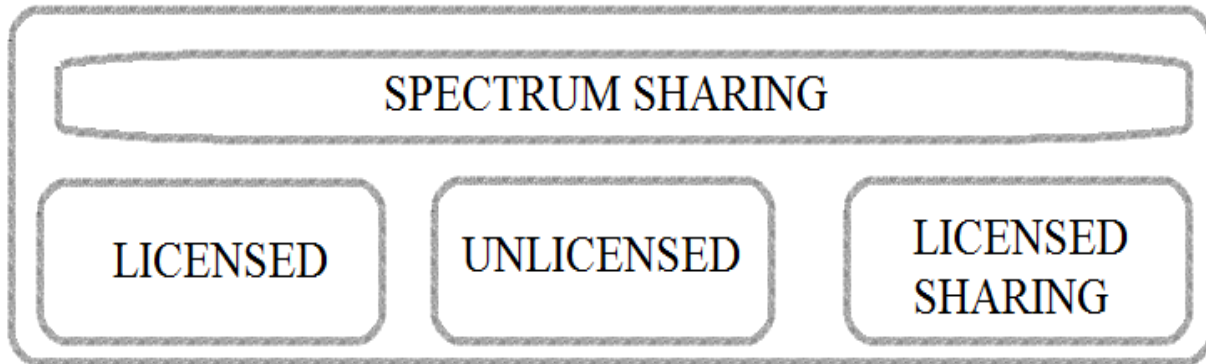 SPECTRUM SHARING
LICENSED
UNLICENSED
LICENSED
SHARING